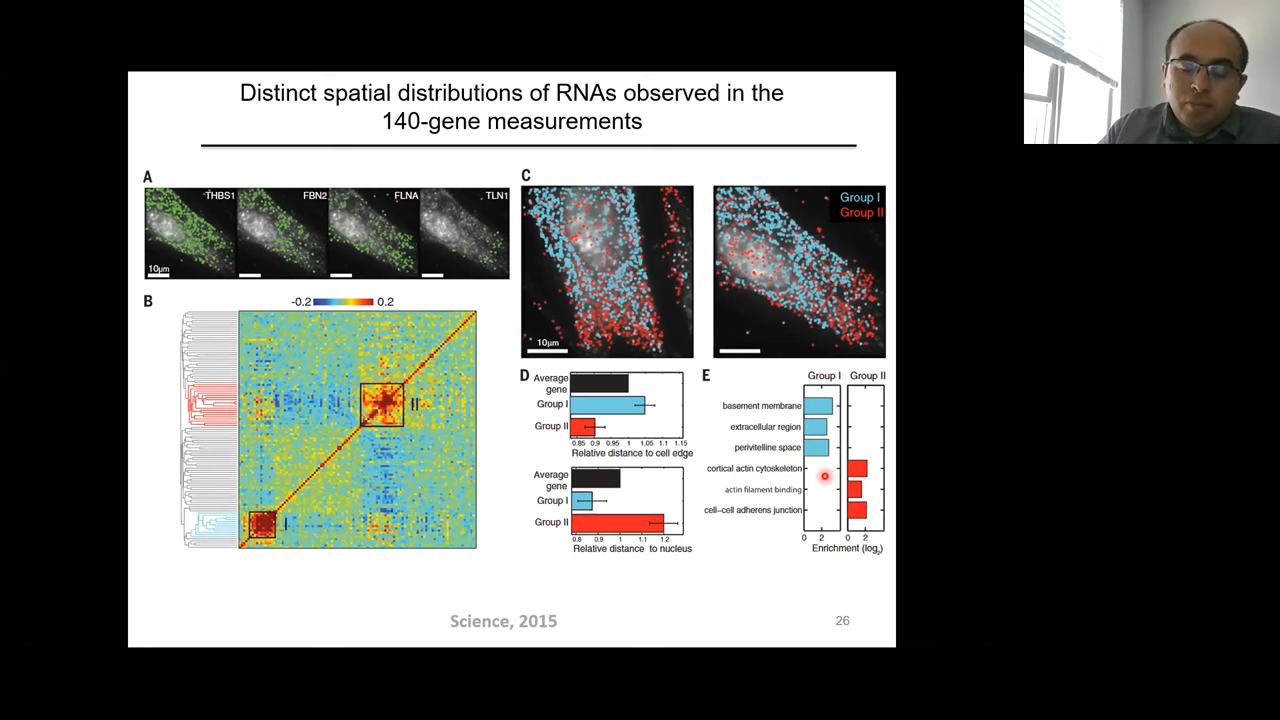 Distinct spatial distributions of RNAs observed in the
140-gene measurements
A
THBS1
FBN2
FLNA
TLN1
10μm
B
-0.2
0.2
II
I
C
Group I
Group II
10μm
D
Average
gene
Group I
Group II
0.85 0.9 0.95 1 1.05 1.1 1.15
Relative distance to cell edge
Average
gene
Group I
Group II
0.8 0.9 1 1.1 1.2
Relative distance to nucleus
E
Group I
Group II
basement membrane
extracellular region
perivitelline space
cortical actin cytoskeleton
actin filament binding
cell–cell adherens junction
0 2 0 2
Enrichment (log2)
Science, 2015
26